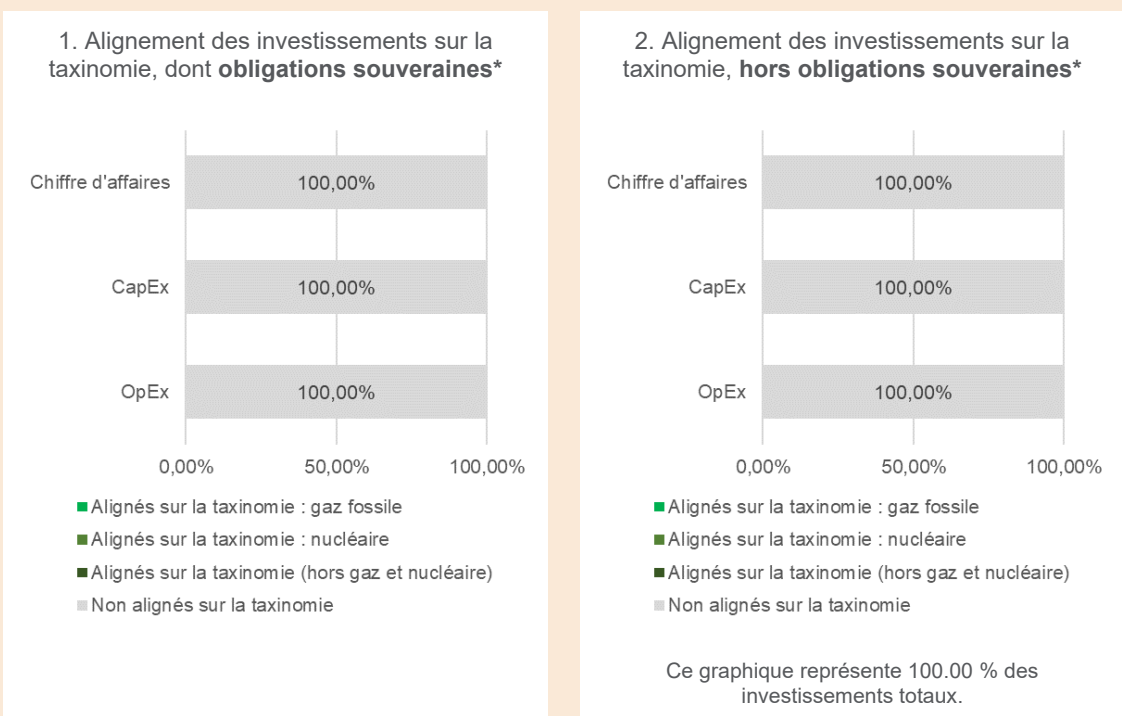 1. Alignement des investissements sur la
taxinomie, dont obligations souveraines*
Chiffre d'affaires
100,00%
CapEx
100,00%
OpEx
100,00%
0,00%
50,00%
100,00%
Alignés sur la taxinomie : gaz fossile
Alignés sur la taxinomie : nucléaire
Alignés sur la taxinomie (hors gaz et nucléaire)
Non alignés sur la taxinomie
2. Alignement des investissements sur la
taxinomie, hors obligations souveraines*
Chiffre d'affaires
100,00%
CapEx
100,00%
OpEx
100,00%
0,00%
50,00%
100,00%
Alignés sur la taxinomie : gaz fossile
Alignés sur la taxinomie : nucléaire
Alignés sur la taxinomie (hors gaz et nucléaire)
Non alignés sur la taxinomie
Ce graphique représente 100.00 % des
investissements totaux.